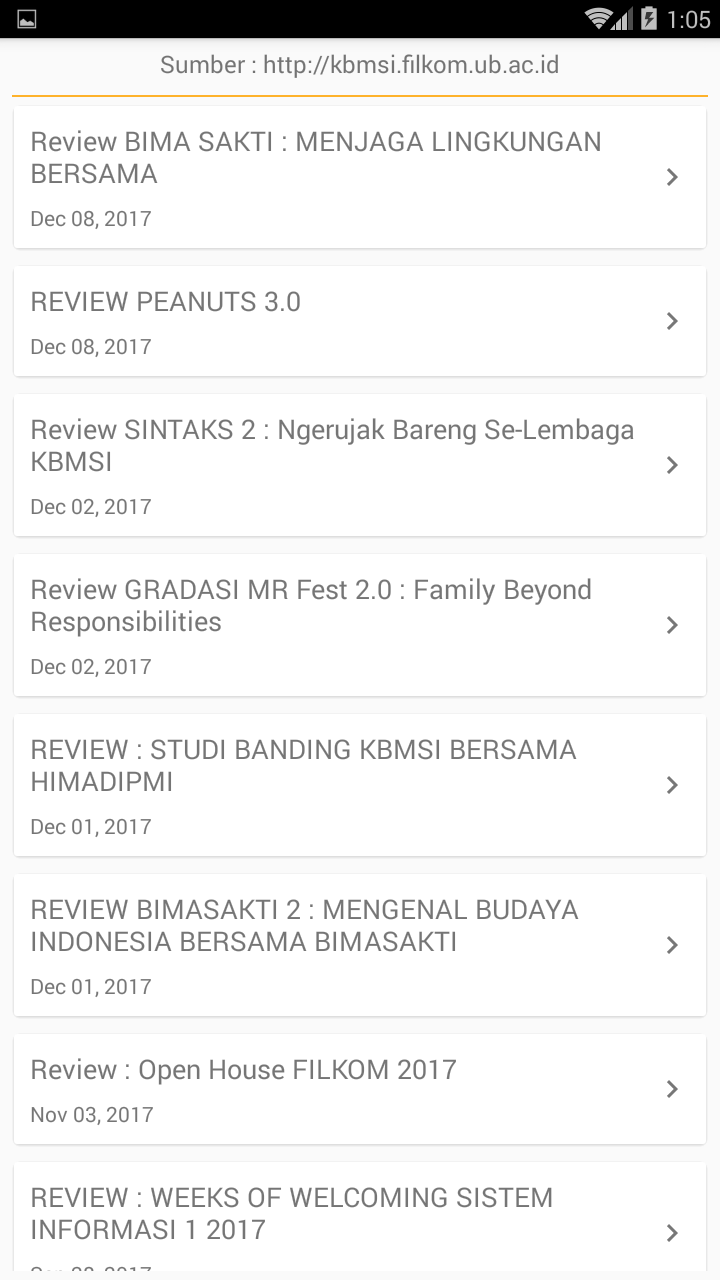 1:05
Sumber : http://kbmsi.filkom.ub.ac.id
Review BIMA SAKTI : MENJAGA LINGKUNGAN
BERSAMA
Dec 08, 2017
REVIEW PEANUTS 3.0
Dec 08, 2017
Review SINTAKS 2 : Ngerujak Bareng Se-Lembaga
KBMSI
Dec 02, 2017
Review GRADASI MR Fest 2.0 : Family Beyond
Responsibilities
Dec 02, 2017
REVIEW : STUDI BANDING KBMSI BERSAMA
HIMADIPMI
Dec 01, 2017
REVIEW BIMASAKTI 2 : MENGENAL BUDAYA
INDONESIA BERSAMA BIMASAKTI
Dec 01, 2017
Review : Open House FILKOM 2017
Nov 03, 2017
REVIEW : WEEKS OF WELCOMING SISTEM
INFORMASI 1 2017